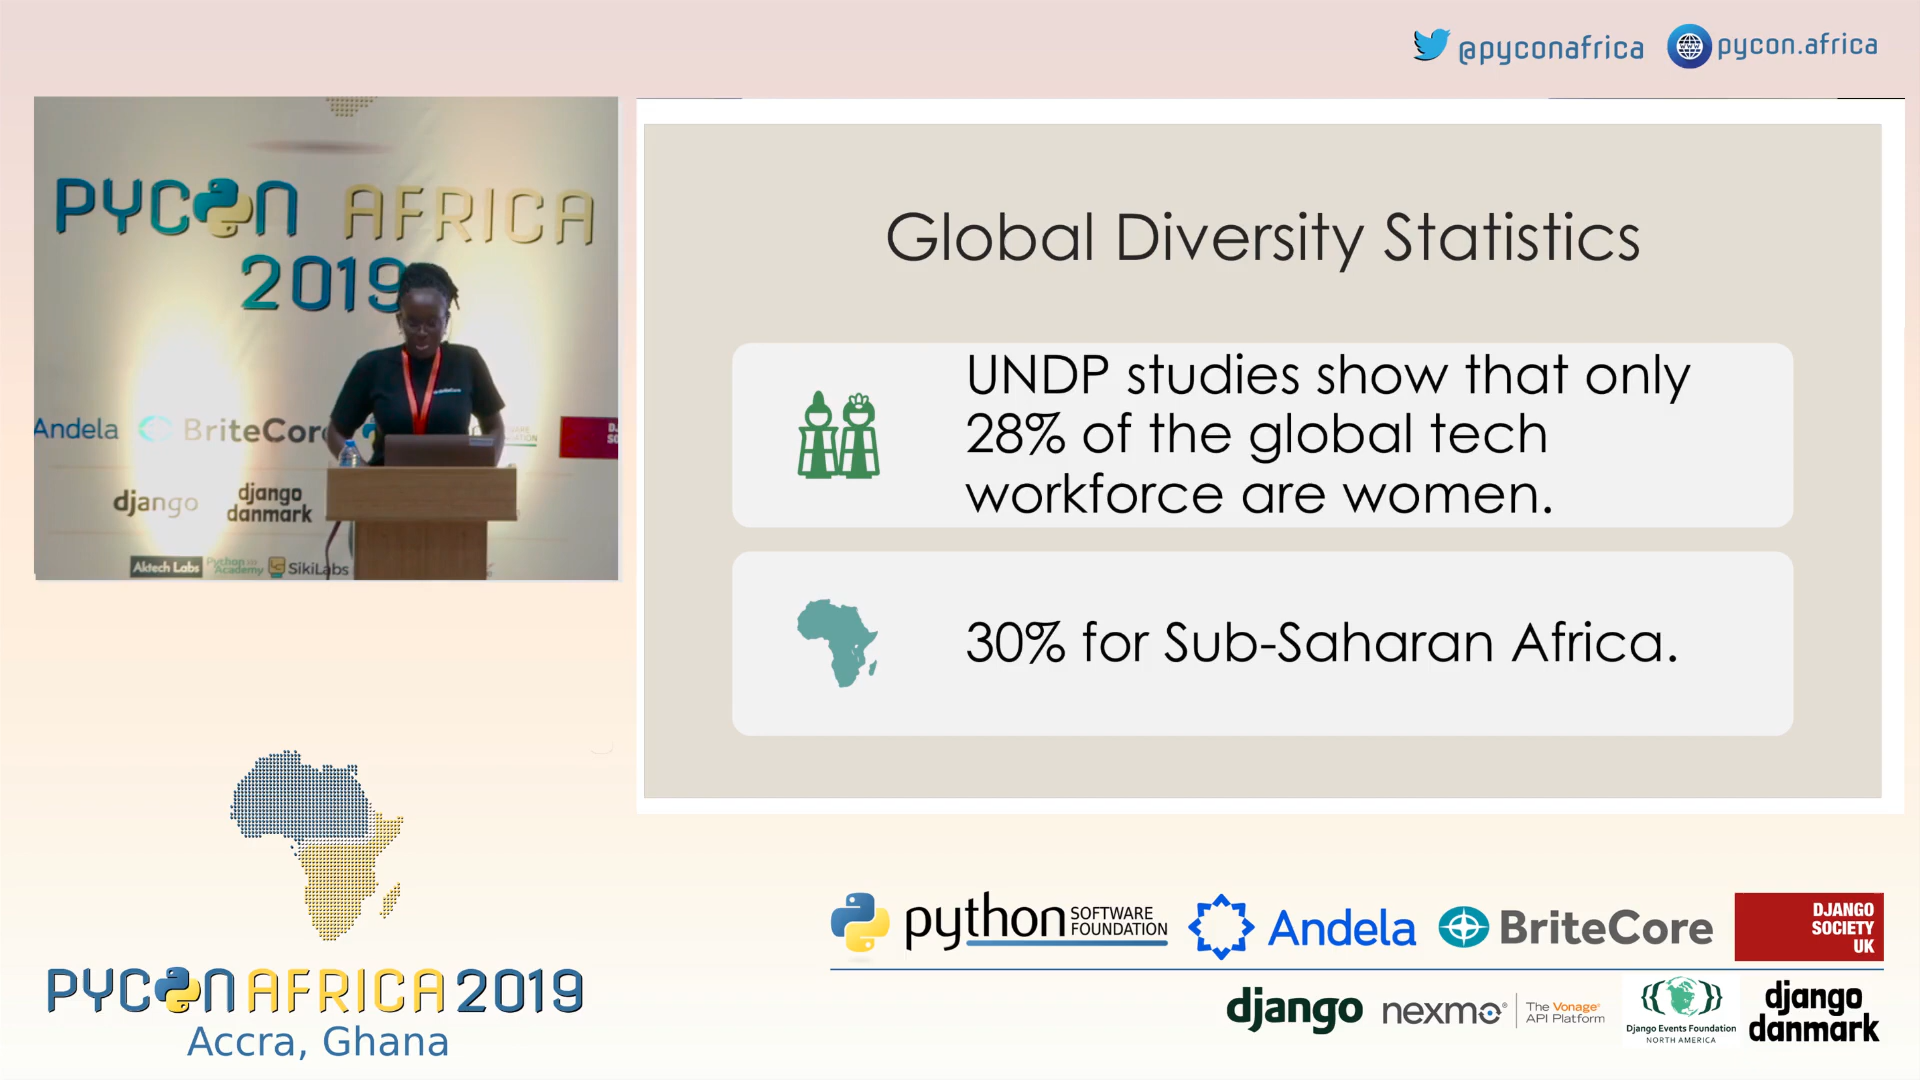 @pyconafrica
pycon.africa
PYCON AFRICA
2019
Andela
BriteCor
django
django
danmark
Aktech Labs
Python
Academy
SikiLabs
Global Diversity Statistics
UNDP studies show that only
28% of the global tech
workforce are women.
30% for Sub-Saharan Africa.
PYCON AFRICA 2019
Accra, Ghana
python SOFTWARE
FOUNDATION
Andela
BriteCore
DJANGO
SOCIETY
UK
django
nexmo
The Vonage
API Platform
Django Events Foundation
NORTH AMERICA
django
danmark